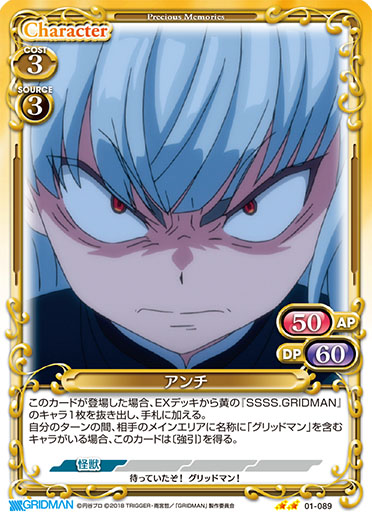 Precious Memories
Character
COST
3
SOURCE
3
50 AP
DP 60
アンチ
このカードが登場した場合、EXデッキから黄の『SSSS.GRIDMAN』
のキャラ1枚を抜き出し、手札に加える。
自分のターンの間、相手のメインエリアに名称に「グリッドマン」を含む
キャラがいる場合、このカードは〔強引〕を得る。
怪獣
待っていたぞ！グリッドマン！
GRIDMAN
©円谷プロ ©2018 TRIGGER・雨宮哲／「GRIDMAN」製作委員会
01-089